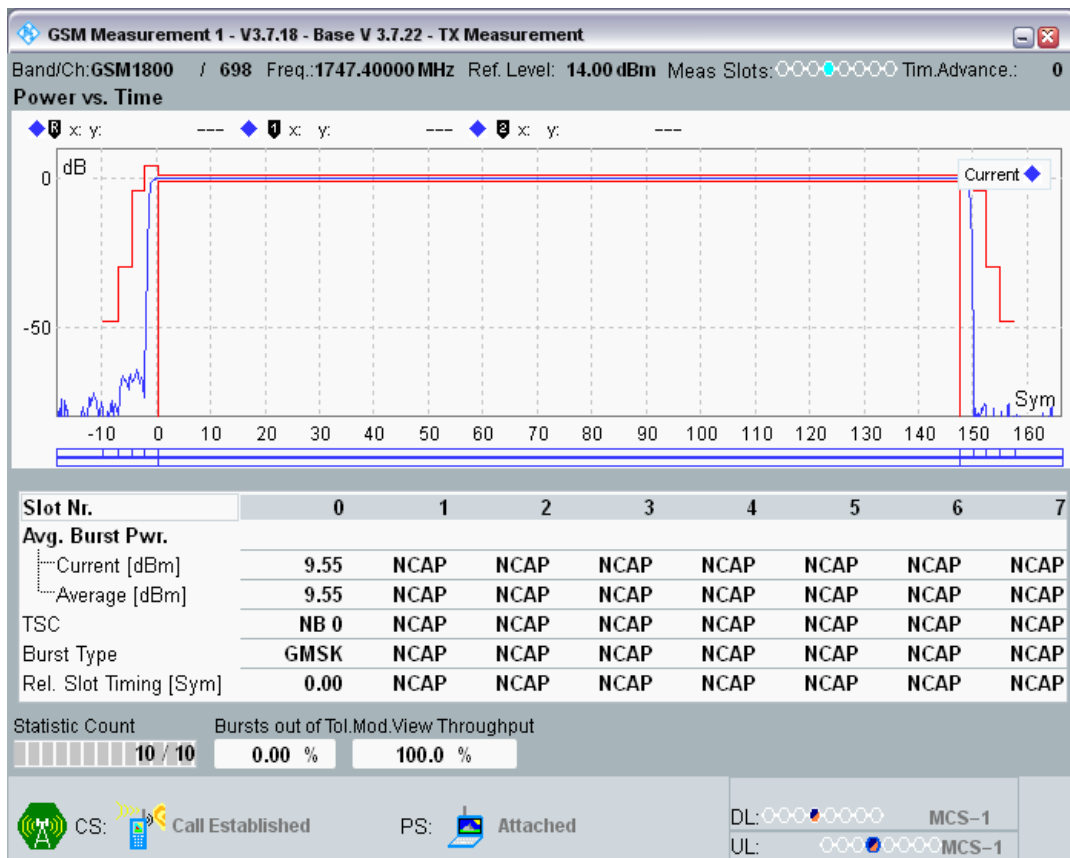 GSM Measurement 1 - V3.7.18 - Base V 3.7.22 - TX Measurement
Band/Ch:GSM1800 / 698 Freq.:1747.40000 MHz Ref. Level: 14.00 dBm Meas Slots: Tim.Advance.: 0
Power vs. Time
R x: y: --- 1 x: y: --- 2 x: y: ---
dB
Current
0
-50
Sym
-10 0 10 20 30 40 50 60 70 80 90 100 110 120 130 140 150 160
Slot Nr. 0 1 2 3 4 5 6 7
Avg. Burst Pwr.
Current [dBm] 9.55 NCAP NCAP NCAP NCAP NCAP NCAP NCAP
Average [dBm] 9.55 NCAP NCAP NCAP NCAP NCAP NCAP NCAP
TSC NB 0 NCAP NCAP NCAP NCAP NCAP NCAP NCAP
Burst Type GMSK NCAP NCAP NCAP NCAP NCAP NCAP NCAP
Rel. Slot Timing [Sym] 0.00 NCAP NCAP NCAP NCAP NCAP NCAP NCAP
Statistic Count Bursts out of Tol.Mod.View Throughput
10 / 10 0.00 % 100.0 %
CS: Call Established PS: Attached
DL: MCS-1
UL: MCS-1